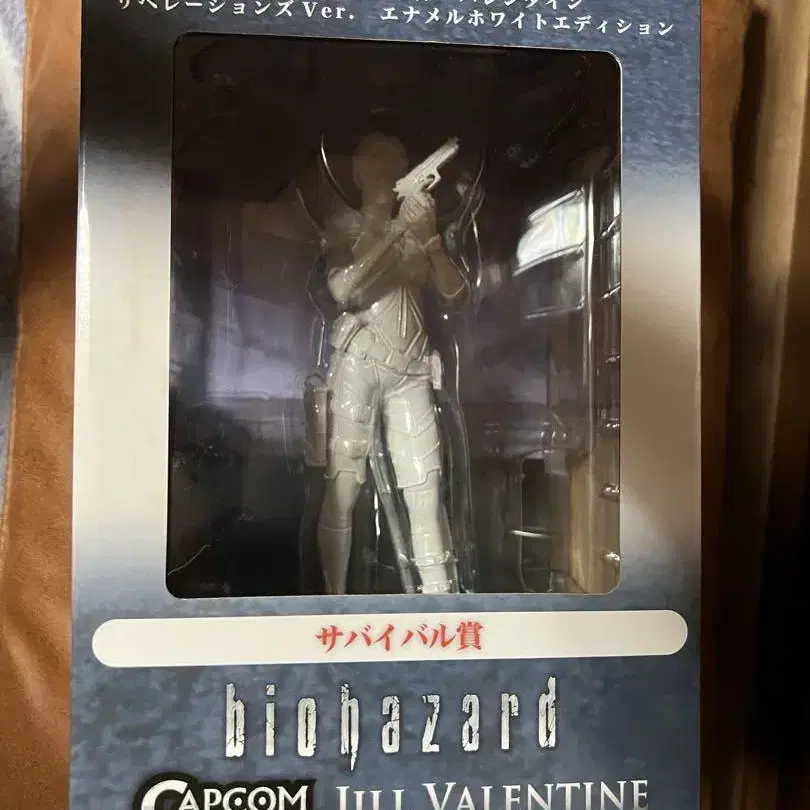 リベレーションズVer. エナメルホワイトエディション
サバイバル賞
biohazard
CAPCOM JILL VALENTINE